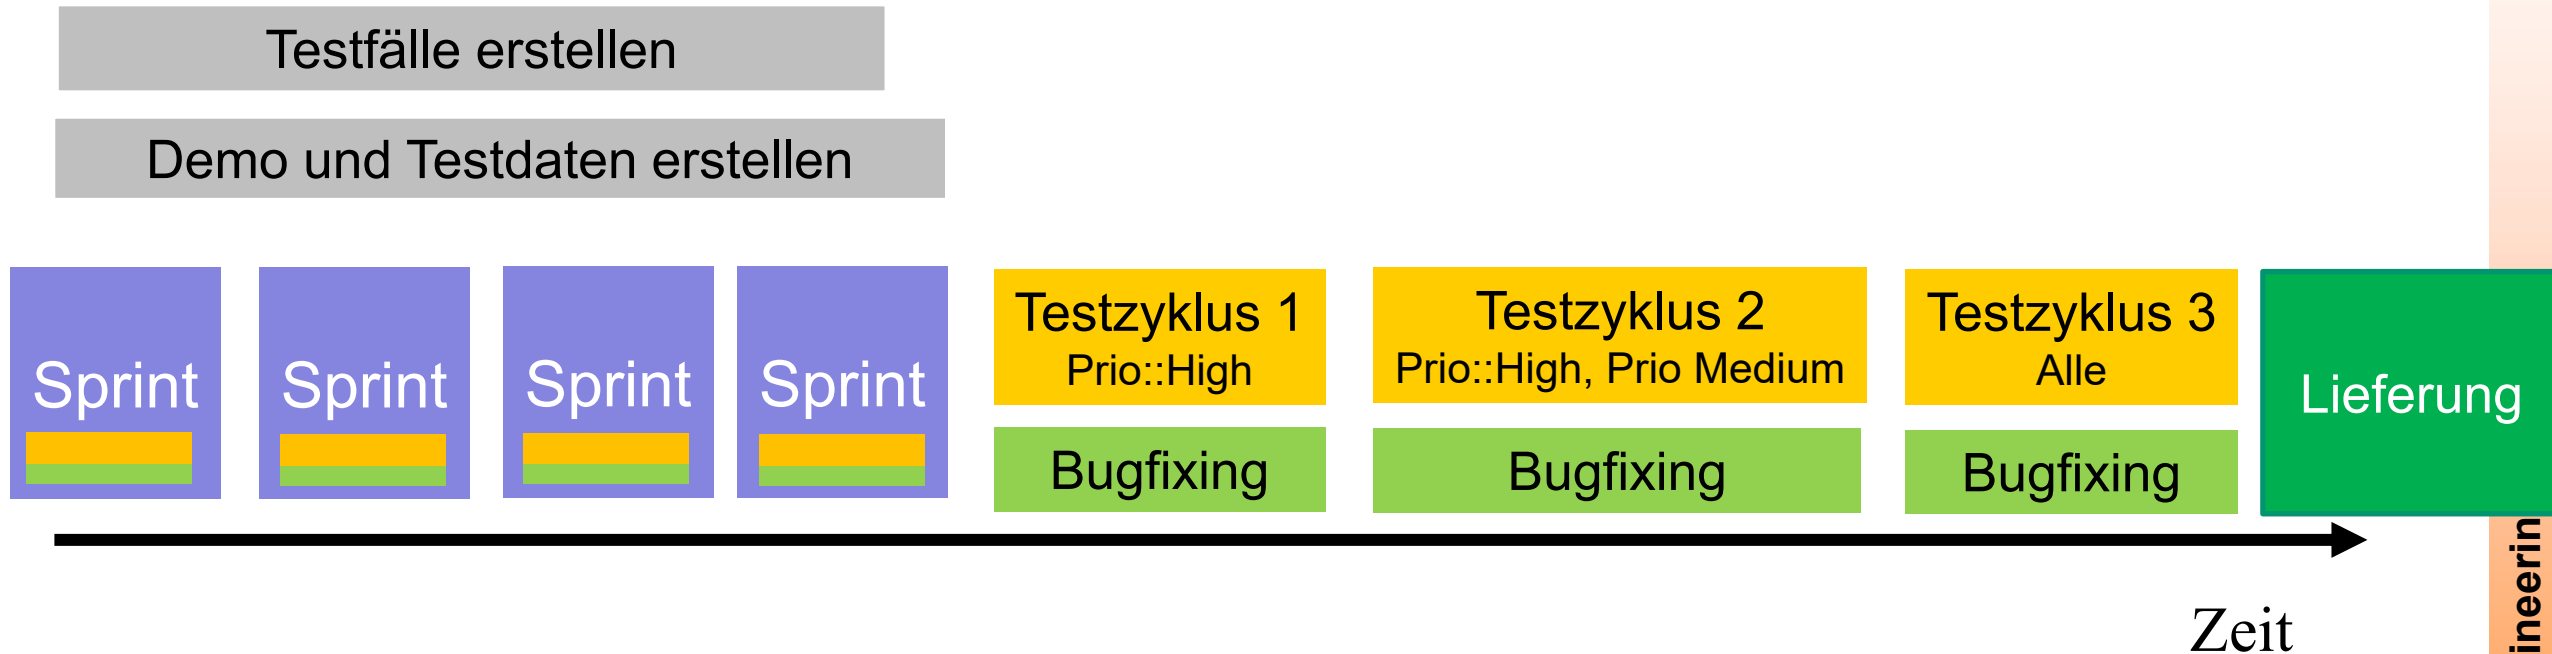 Testfälle erstellen
Demo und Testdaten erstellen
Sprint
Sprint
Sprint
Sprint
Testzyklus 1
Prio::High
Bugfixing
Testzyklus 2
Prio::High, Prio Medium
Bugfixing
Testzyklus 3
Alle
Bugfixing
Lieferung
Zeit
ineerin